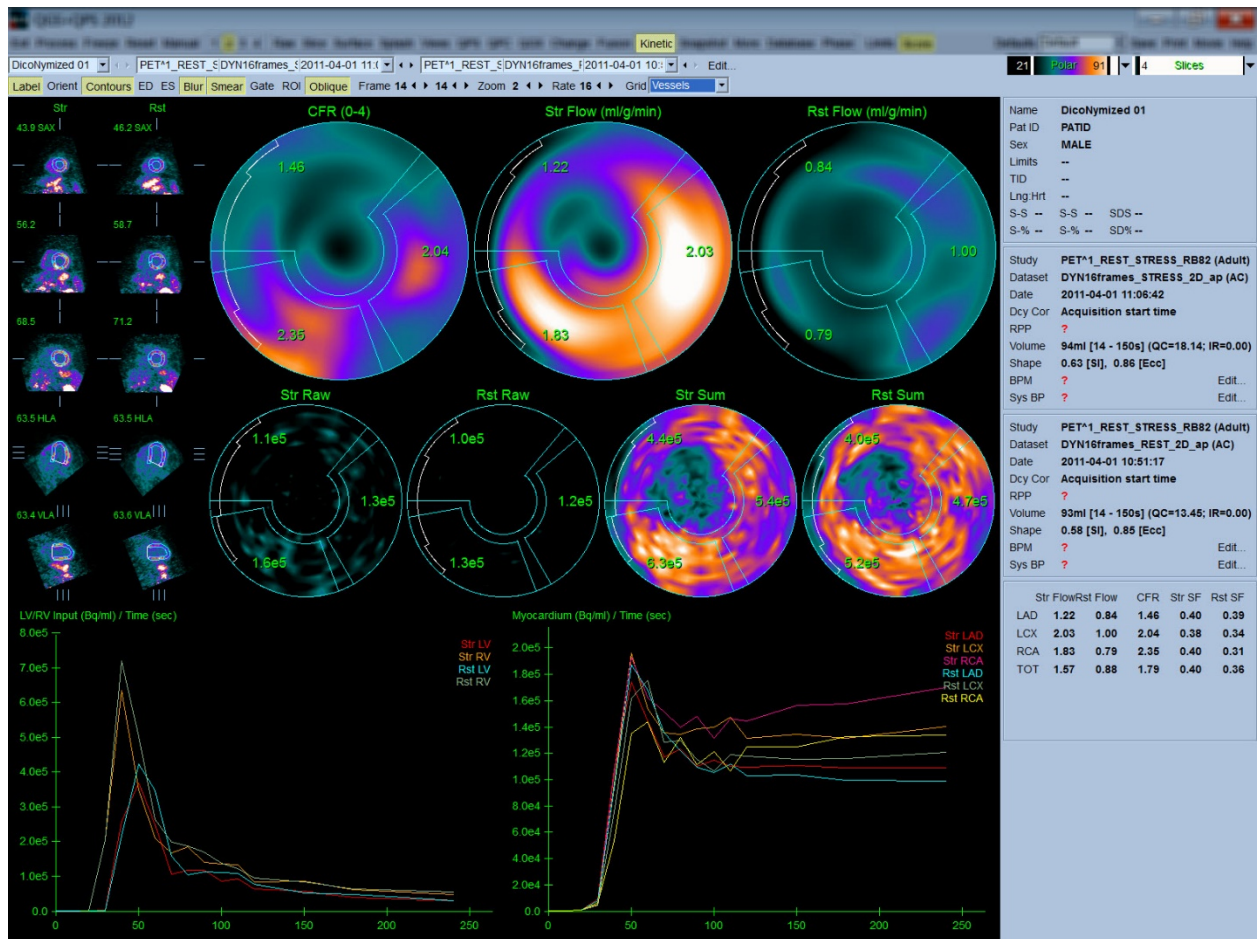 QGS+QPS 2012
Kinetic
DicoNymized 01 PET^1_REST_S DYN16frames_S 2011-04-01 11:0 PET^1_REST_S DYN16frames_F 2011-04-01 10:5 Edit...
21 Polar 91 4 Slices
Label Orient Contours ED ES Blur Smear Gate ROI Oblique Frame 14 14 Zoom 2 Rate 16 Grid Vessels
Str Rst
43.9 SAX 46.2 SAX
56.2 58.7
68.5 71.2
63.5 HLA 63.5 HLA
63.4 VLA 63.6 VLA
CFR (0-4)
1.46
2.04
2.35
Str Flow (ml/g/min)
1.22
2.03
1.83
Rst Flow (ml/g/min)
0.84
1.00
0.79
Str Raw
1.1e5
1.3e5
1.6e5
Rst Raw
1.0e5
1.2e5
1.3e5
Str Sum
4.4e5
5.4e5
6.3e5
Rst Sum
4.0e5
4.7e5
5.2e5
LV/RV Input (Bq/ml) / Time (sec)
8.0e5
7.0e5
6.0e5
5.0e5
4.0e5
3.0e5
2.0e5
1.0e5
0.0
0 50 100 150 200 250
Str LV
Str RV
Rst LV
Rst RV
Myocardium (Bq/ml) / Time (sec)
2.0e5
1.8e5
1.6e5
1.4e5
1.2e5
1.0e5
8.0e4
6.0e4
4.0e4
2.0e4
0.0
0 50 100 150 200 250
Str LAD
Str LCX
Str RCA
Rst LAD
Rst LCX
Rst RCA
Name DicoNymized 01
Pat ID PATID
Sex MALE
Limits --
TID --
Lng:Hrt --
S-S -- S-S -- SDS --
S-% -- S-% -- SD% --
Study PET^1_REST_STRESS_RB82 (Adult)
Dataset DYN16frames_STRESS_2D_ap (AC)
Date 2011-04-01 11:06:42
Dcy Cor Acquisition start time
RPP ?
Volume 94ml [14 - 150s] (QC=18.14; IR=0.00)
Shape 0.63 [SI], 0.86 [Ecc]
BPM ? Edit...
Sys BP ? Edit...
Study PET^1_REST_STRESS_RB82 (Adult)
Dataset DYN16frames_REST_2D_ap (AC)
Date 2011-04-01 10:51:17
Dcy Cor Acquisition start time
RPP ?
Volume 93ml [14 - 150s] (QC=13.45; IR=0.00)
Shape 0.58 [SI], 0.85 [Ecc]
BPM ? Edit...
Sys BP ? Edit...
Str Flow Rst Flow CFR Str SF Rst SF
LAD 1.22 0.84 1.46 0.40 0.39
LCX 2.03 1.00 2.04 0.38 0.34
RCA 1.83 0.79 2.35 0.40 0.31
TOT 1.57 0.88 1.79 0.40 0.36